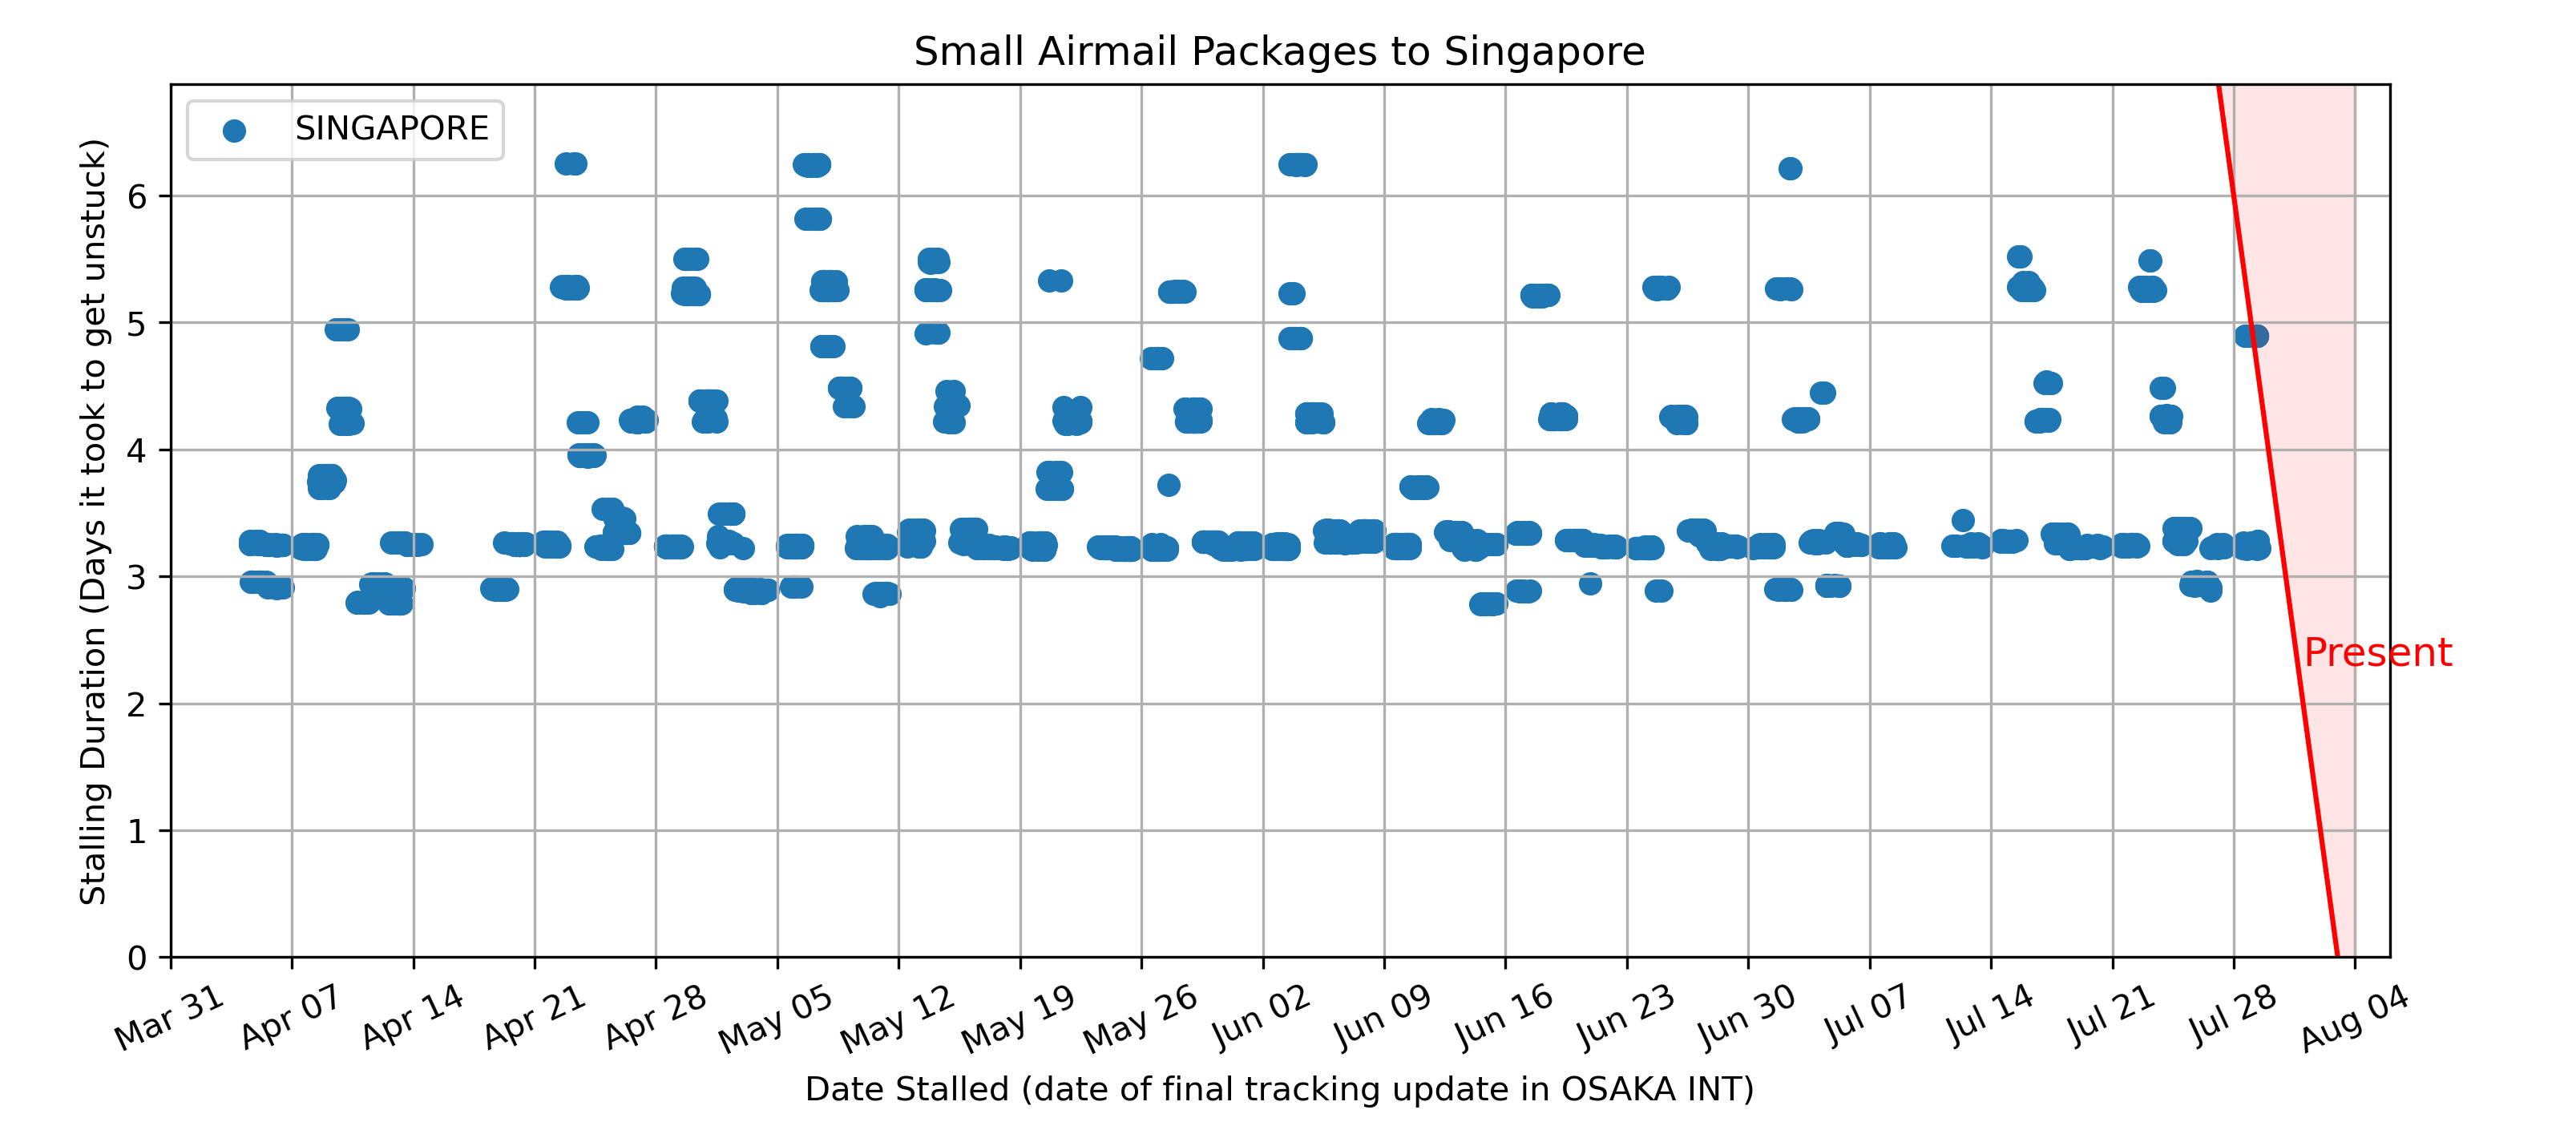 Small Airmail Packages to Singapore
SINGAPORE
Stalling Duration (Days it took to get unstuck)
6
5
4
3
2
1
0
Present
Mar 31
Apr 07
Apr 14
Apr 21
Apr 28
May 05
May 12
May 19
May 26
Jun 02
Jun 09
Jun 16
Jun 23
Jun 30
Jul 07
Jul 14
Jul 21
Jul 28
Aug 04
Date Stalled (date of final tracking update in OSAKA INT)